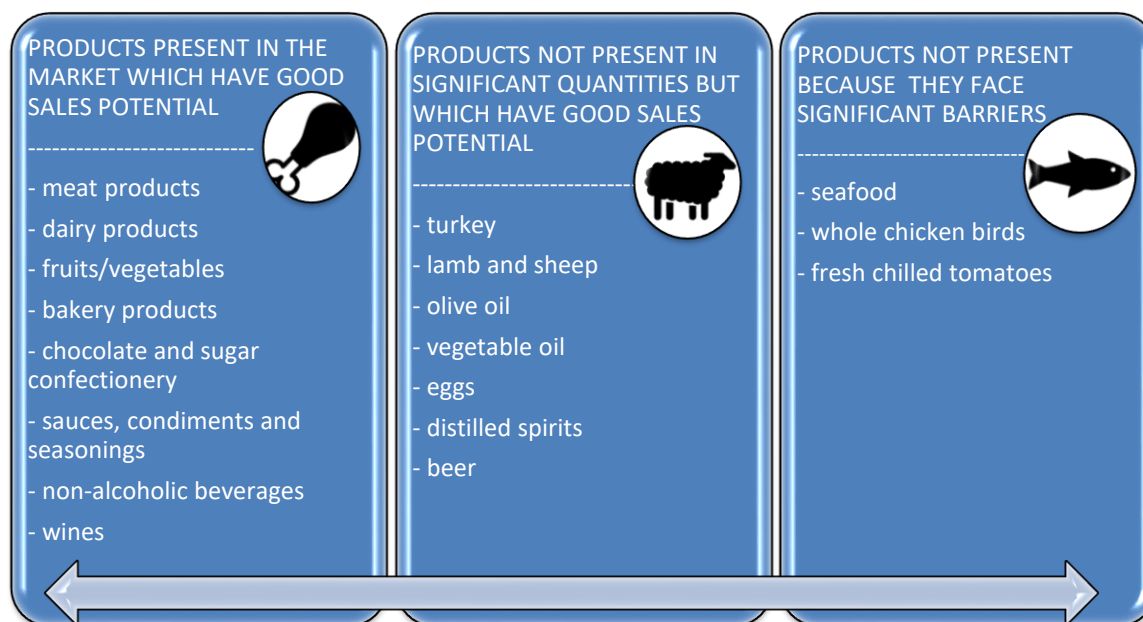 PRODUCTS PRESENT IN THE
MARKET WHICH HAVE GOOD
SALES POTENTIAL
----------------------------
- meat products
- dairy products
- fruits/vegetables
- bakery products
- chocolate and sugar
confectionery
- sauces, condiments and
seasonings
- non-alcoholic beverages
- wines
PRODUCTS NOT PRESENT IN
SIGNIFICANT QUANTITIES BUT
WHICH HAVE GOOD SALES
POTENTIAL
----------------------------
- turkey
- lamb and sheep
- olive oil
- vegetable oil
- eggs
- distilled spirits
- beer
PRODUCTS NOT PRESENT
BECAUSE  THEY FACE
SIGNIFICANT BARRIERS
--------------------------------
- seafood
- whole chicken birds
- fresh chilled tomatoes